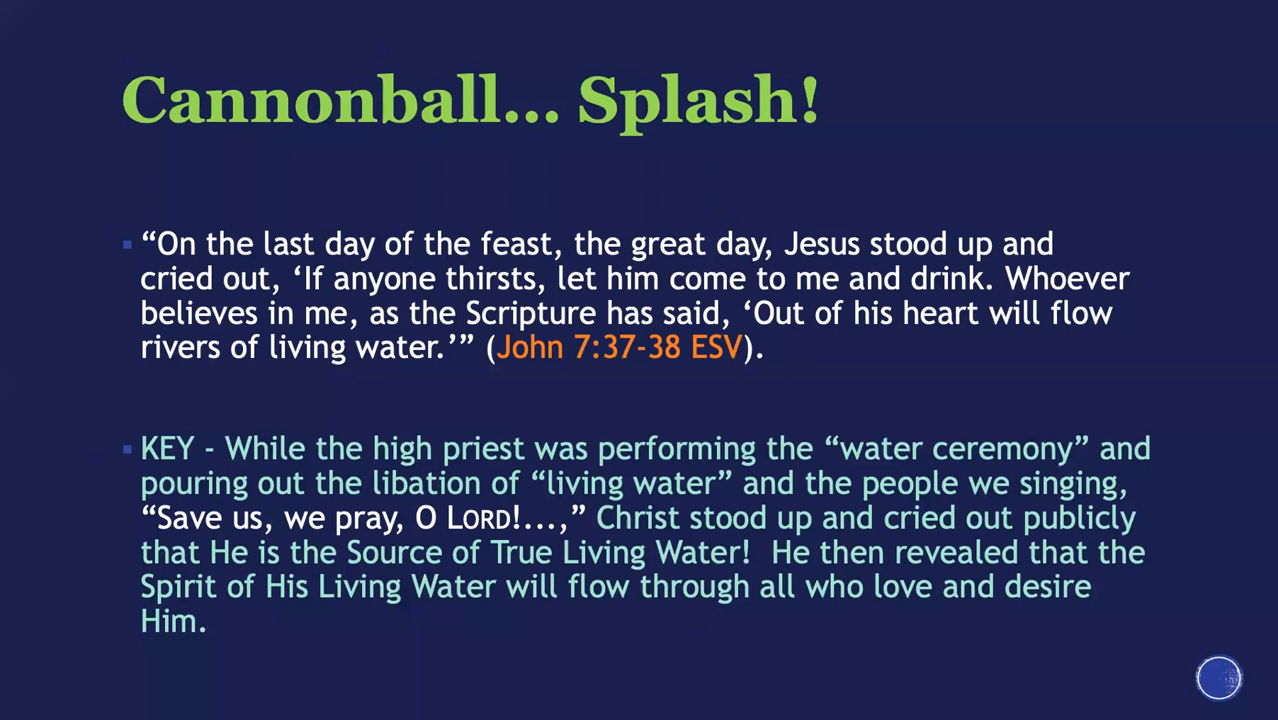 Cannonball... Splash!
“On the last day of the feast, the great day, Jesus stood up and
cried out, ‘If anyone thirsts, let him come to me and drink. Whoever
believes in me, as the Scripture has said, ‘Out of his heart will flow
rivers of living water.’” (John 7:37-38 ESV).
KEY - While the high priest was performing the “water ceremony” and
pouring out the libation of “living water” and the people we singing,
“Save us, we pray, O LORD!...,” Christ stood up and cried out publicly
that He is the Source of True Living Water! He then revealed that the
Spirit of His Living Water will flow through all who love and desire
Him.